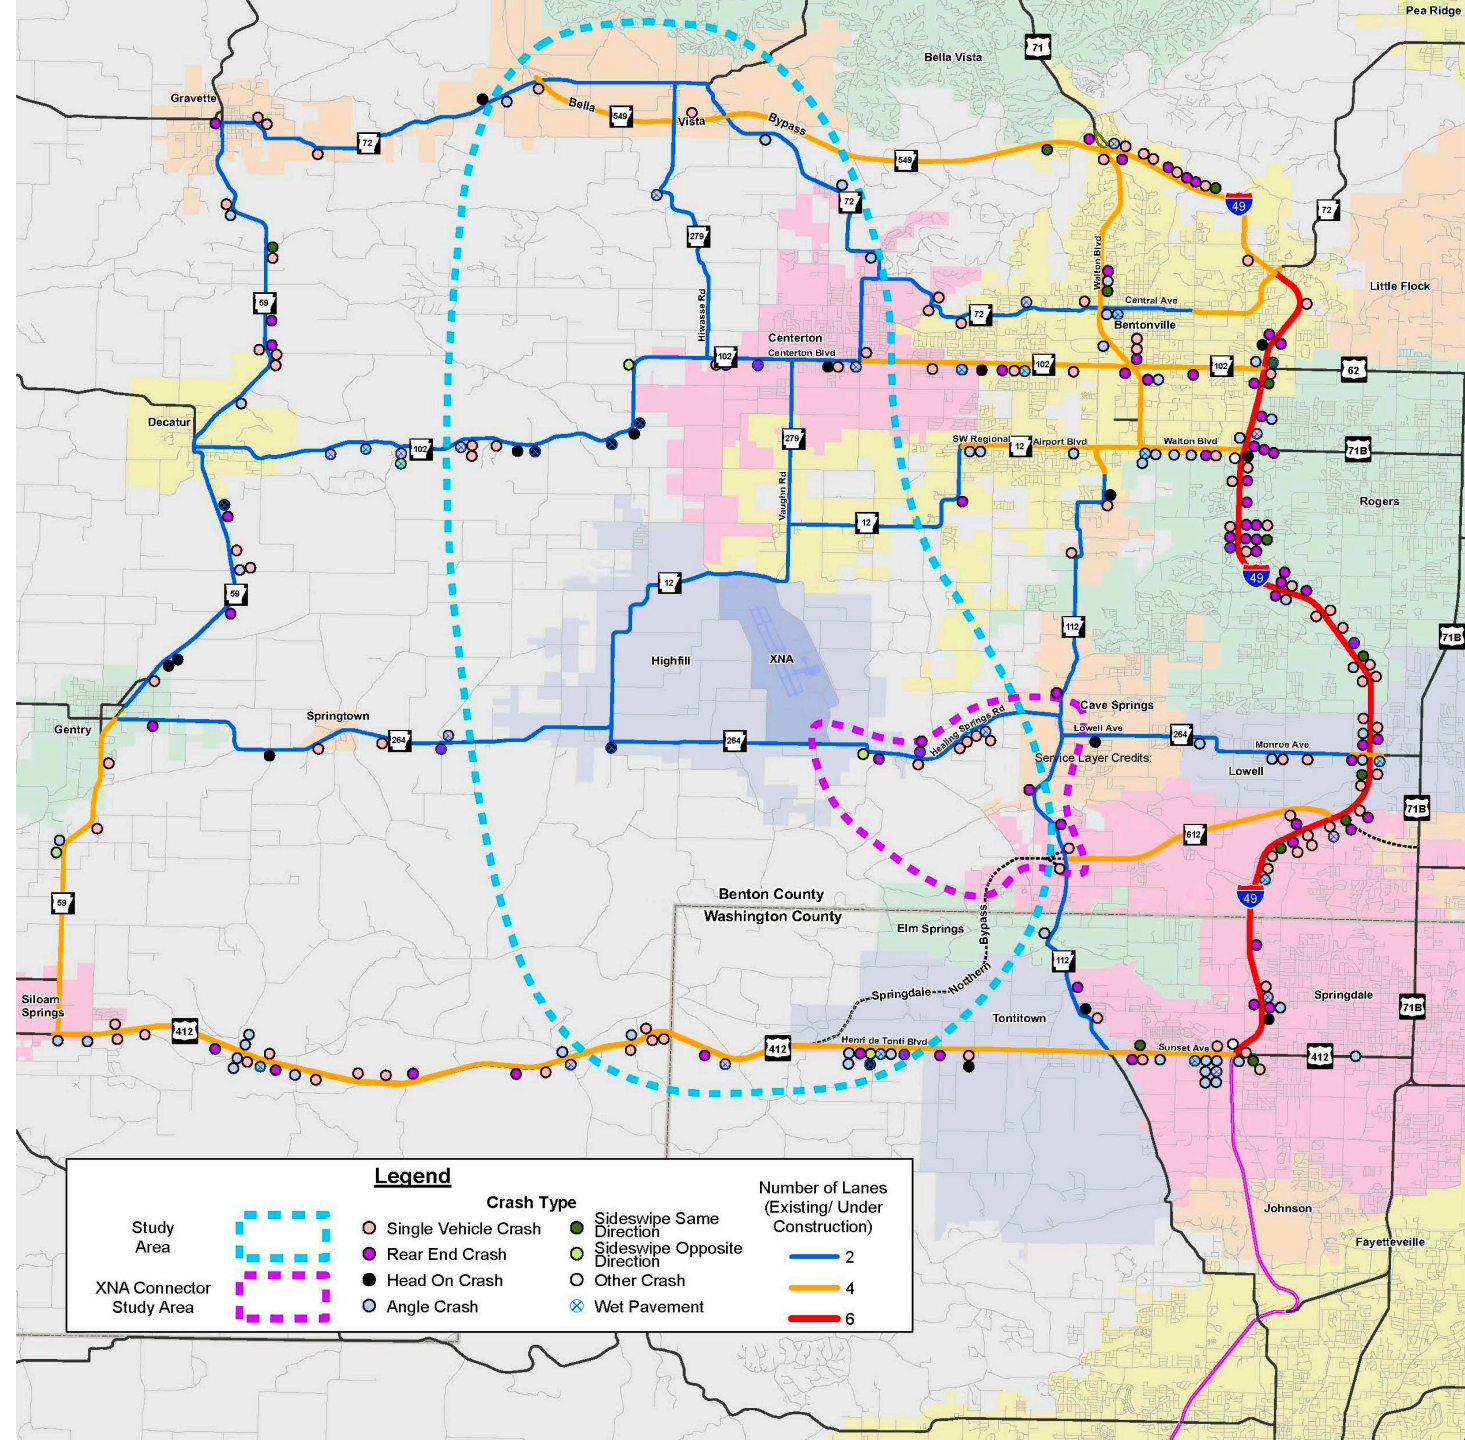 Pea Ridge
71
Bella Vista
Gravette
Bella
549
Vista
Bypass
72
549
72
49
72
279
Walton Blvd
59
Hiwasse Rd
72
Central Ave
Bentonville
Little Flock
Centerton
Centerton Blvd
102
102
102
62
Decatur
102
279
SW Regional
12
Airport Blvd
Walton Blvd
71B
Vaughn Rd
Rogers
12
59
12
49
112
71B
Highfill
XNA
Springtown
Gentry
264
264
Healing Springs Rd
Cave Springs
Lowell Ave
264
Monroe Ave
Service Layer Credits:
Lowell
71B
612
Benton County
Washington County
59
49
Elm Springs
Bypass
Northern
Springdale
112
Siloam
Springs
Springdale
71B
Tontitown
412
412
Henri de Tonti Blvd
Sunset Ave
412
Johnson
Fayetteveille
Legend
Crash Type
Study
Area
XNA Connector
Study Area
Single Vehicle Crash
Rear End Crash
Head On Crash
Angle Crash
Sideswipe Same
Direction
Sideswipe Opposite
Direction
Other Crash
Wet Pavement
Number of Lanes
(Existing/ Under
Construction)
2
4
6